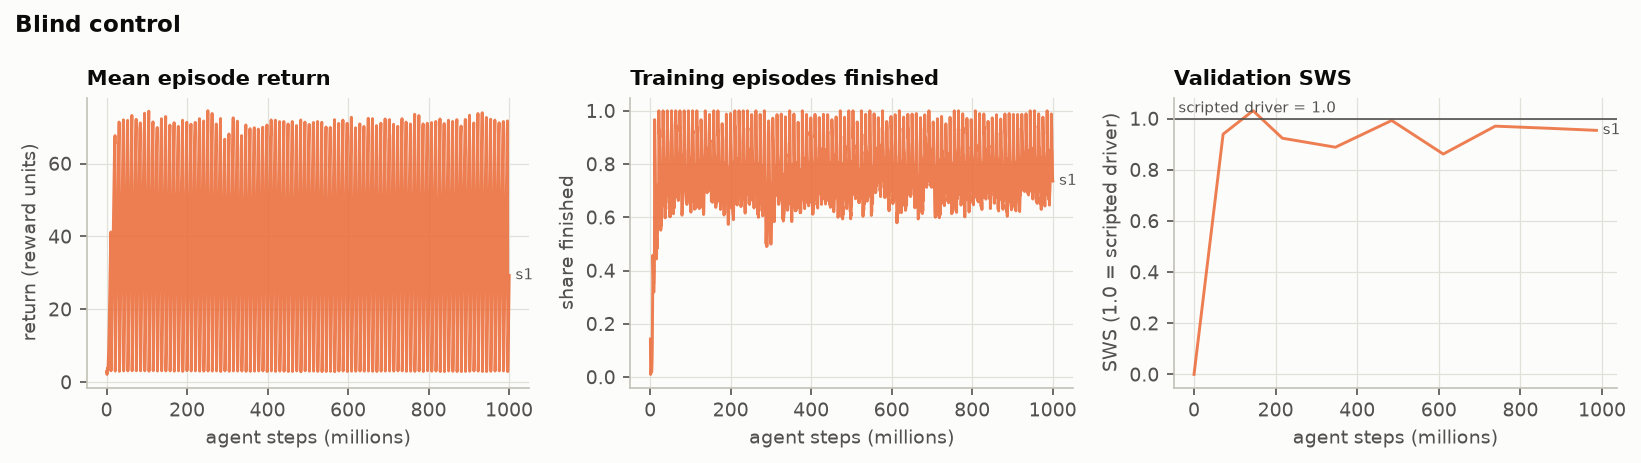 Blind control
Mean episode return
return (reward units)
60
40
20
0
s1
0 200 400 600 800 1000
agent steps (millions)
Training episodes finished
share finished
1.0
0.8
0.6
0.4
0.2
0.0
s1
0 200 400 600 800 1000
agent steps (millions)
Validation SWS
SWS (1.0 = scripted driver)
scripted driver = 1.0
1.0
0.8
0.6
0.4
0.2
0.0
s1
0 200 400 600 800 1000
agent steps (millions)